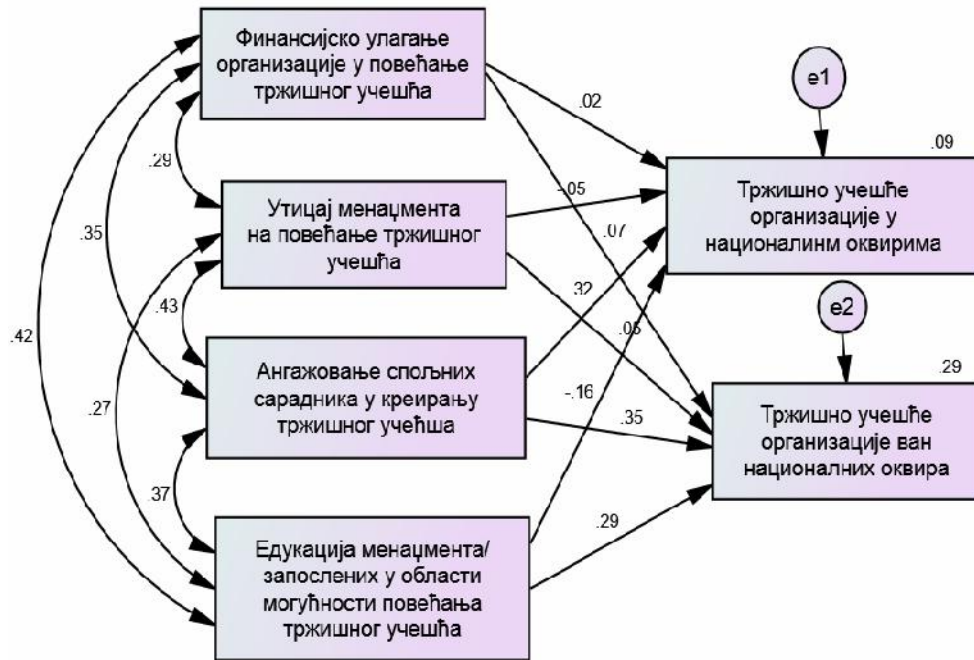 Финансијско улагање
организације у повећање
тржишног учешћа
e1
.02
.09
.29
Утицај менаџмента
на повећање тржишног
учешћа
-.05
Тржишно учешће
организације у
националинм оквирима
.35
.07
.43
.32
e2
.42
.05
.29
Ангажовање спољних
сарадника у креирању
тржишног учећша
.27
-.16
.35
Тржишно учешће
организације ван
националних оквира
.37
.29
Едукација менаџмента/
запослених у области
могућности повећања
тржишног учешћа